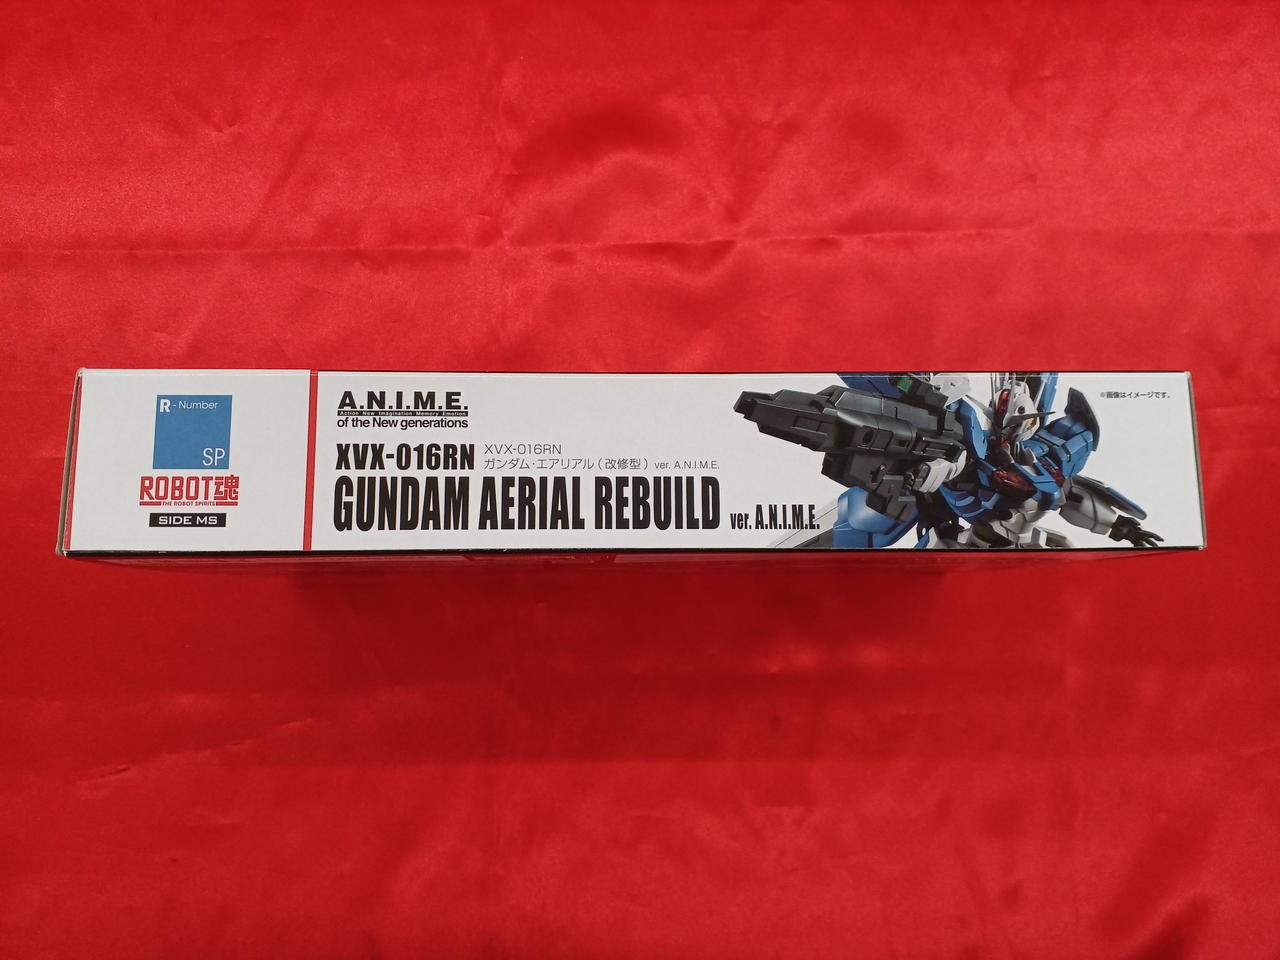 R - Number
SP
ROBOT魂
THE ROBOT SPIRITS
SIDE MS
A.N.I.M.E.
Action New Imagination Memory Emotion
of the New generations
XVX-016RN
XVX-016RN
ガンダム・エアリアル（改修型）ver. A.N.I.M.E.
GUNDAM AERIAL REBUILD
ver. A.N.I.M.E.
※画像はイメージです。